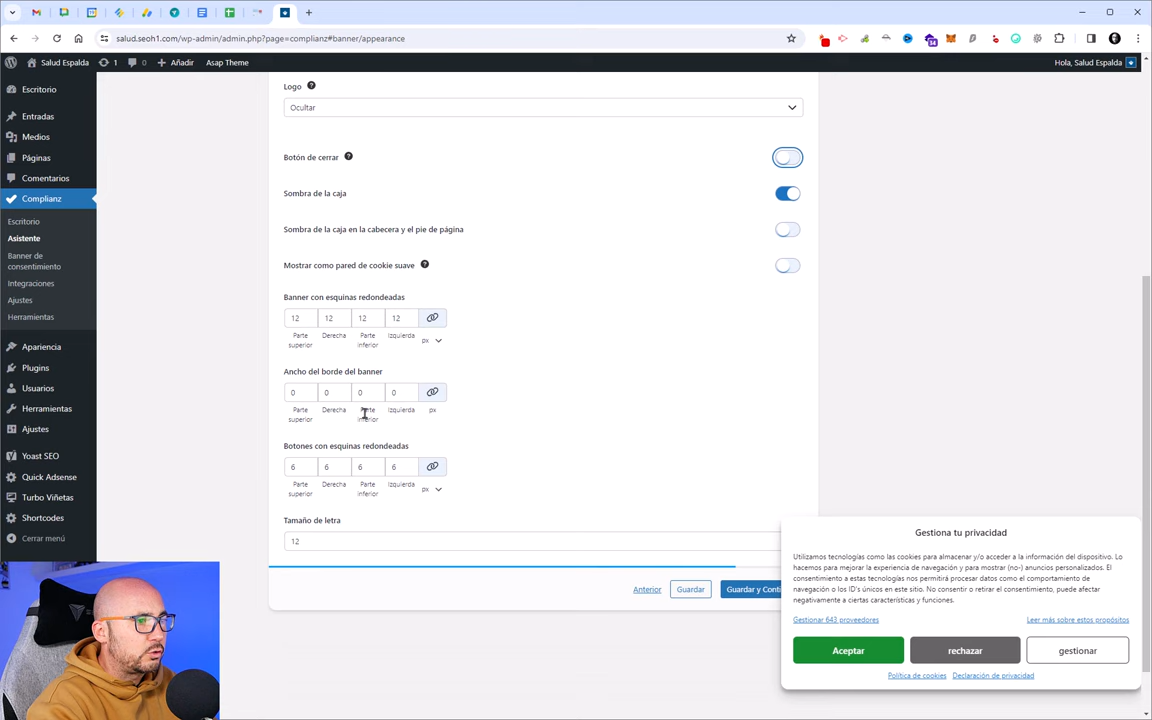 salud.seoh1.com/wp-admin/admin.php?page=complianz#banner/appearance
Salud Espalda
1
0
Añadir
Asap Theme
Hola, Salud Espalda
Escritorio
Entradas
Medios
Páginas
Comentarios
Complianz
Escritorio
Asistente
Banner de
consentimiento
Integraciones
Ajustes
Herramientas
Apariencia
Plugins
Usuarios
Herramientas
Ajustes
Yoast SEO
Quick Adsense
Turbo Viñetas
Shortcodes
Cerrar menú
Logo
Ocultar
Botón de cerrar
Sombra de la caja
Sombra de la caja en la cabecera y el pie de página
Mostrar como pared de cookie suave
Banner con esquinas redondeadas
12 12 12 12
Parte superior Derecha Parte inferior Izquierda px
Ancho del borde del banner
0 0 0 0
Parte superior Derecha Parte inferior Izquierda px
Botones con esquinas redondeadas
6 6 6 6
Parte superior Derecha Parte inferior Izquierda px
Tamaño de letra
12
Anterior Guardar Guardar y Conti
Gestiona tu privacidad
Utilizamos tecnologías como las cookies para almacenar y/o acceder a la información del dispositivo. Lo
hacemos para mejorar la experiencia de navegación y para mostrar (no-) anuncios personalizados. El
consentimiento a estas tecnologías nos permitirá procesar datos como el comportamiento de
navegación o los ID's únicos en este sitio. No consentir o retirar el consentimiento, puede afectar
negativamente a ciertas características y funciones.
Gestionar 643 proveedores Leer más sobre estos propósitos
Aceptar rechazar gestionar
Política de cookies Declaración de privacidad